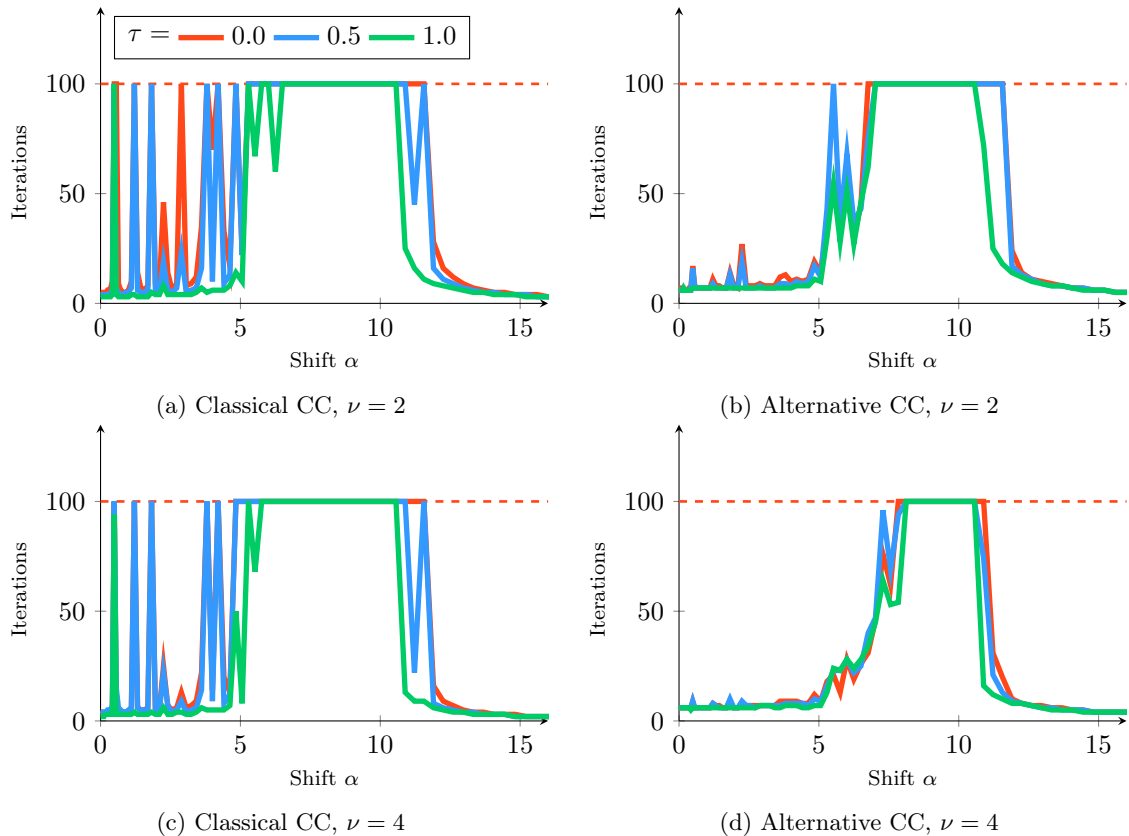 τ = 0.0 0.5 1.0
100
50
0
Iterations
0 5 10 15
Shift α
(a) Classical CC, ν = 2
100
50
0
Iterations
0 5 10 15
Shift α
(b) Alternative CC, ν = 2
100
50
0
Iterations
0 5 10 15
Shift α
(c) Classical CC, ν = 4
100
50
0
Iterations
0 5 10 15
Shift α
(d) Alternative CC, ν = 4